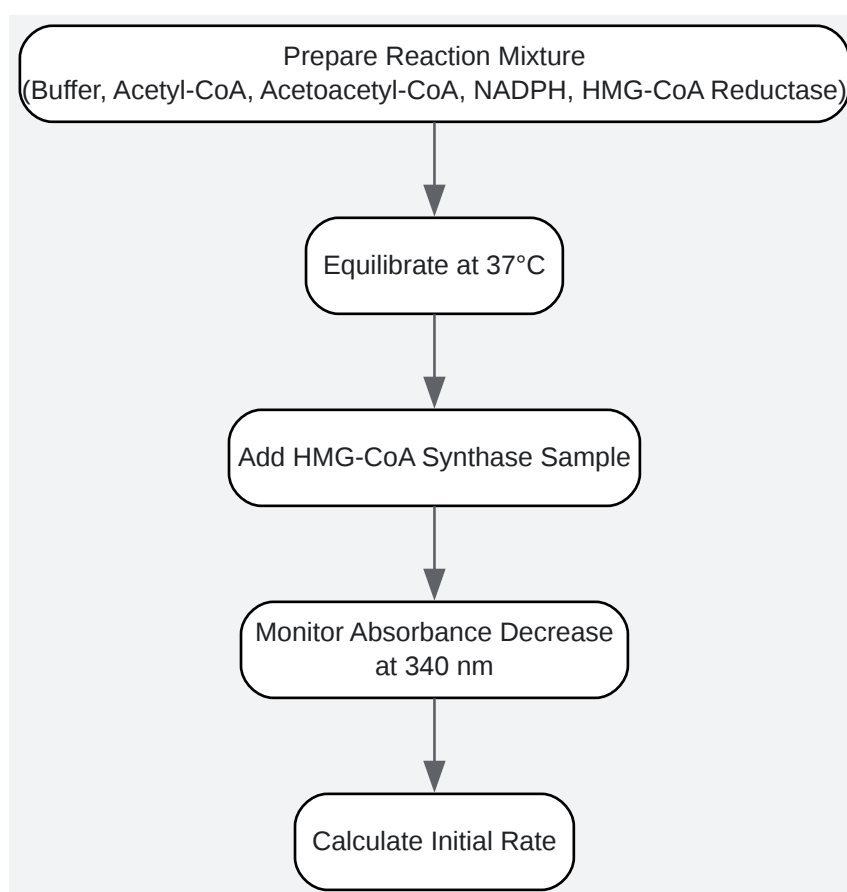 Prepare Reaction Mixture
(Buffer, Acetyl-CoA, Acetoacetyl-CoA, NADPH, HMG-CoA Reductase)
Equilibrate at 37°C
Add HMG-CoA Synthase Sample
Monitor Absorbance Decrease
at 340 nm
Calculate Initial Rate